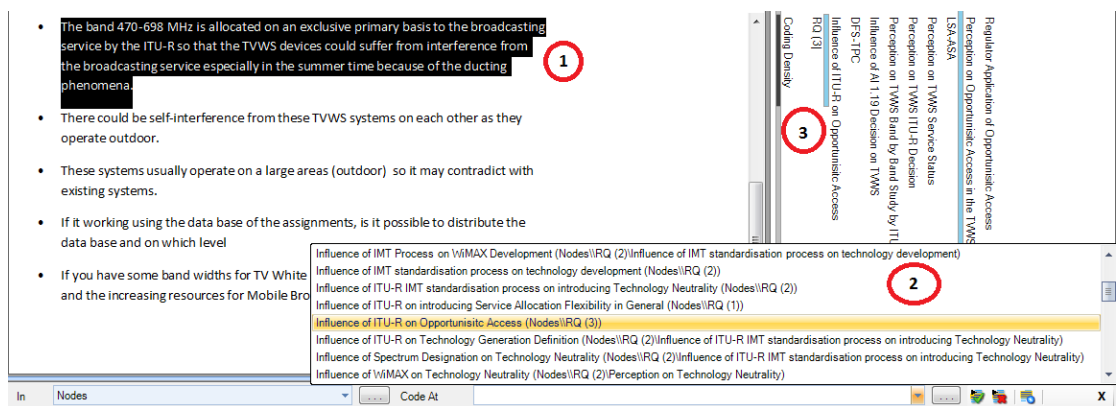 • The band 470-698 MHz is allocated on an exclusive primary basis to the broadcasting
service by the ITU-R so that the TVWS devices could suffer from interference from
the broadcasting service especially in the summer time because of the ducting
phenomena.
1
• There could be self-interference from these TVWS systems on each other as they
operate outdoor.
• These systems usually operate on a large areas (outdoor) so it may contradict with
existing systems.
• If it working using the data base of the assignments, is it possible to distribute the
data base and on which level
• If you have some band widths for TV White
and the increasing resources for Mobile Bro
Regulator Application of Opportunisitc Access
Perception on Opportunisitc Access in the TVWS
LSA-ASA
Perception on TVWS Service Status
Perception on TVWS ITU-R Decision
Perception on TVWS Band by Band Study by ITU
Influence of AI 1.19 Decision on TVWS
DFS-TPC
Influence of ITU-R on Opportunisitc Access
RQ (3)
Coding Density
3
Influence of IMT Process on WiMAX Development (Nodes\\RQ (2)\Influence of IMT standardisation process on technology development)
Influence of IMT standardisation process on technology development (Nodes\\RQ (2))
Influence of ITU-R IMT standardisation process on introducing Technology Neutrality (Nodes\\RQ (2))
Influence of ITU-R on introducing Service Allocation Flexibility in General (Nodes\\RQ (1))
Influence of ITU-R on Opportunisitc Access (Nodes\\RQ (3))
Influence of ITU-R on Technology Generation Definition (Nodes\\RQ (2)\Influence of ITU-R IMT standardisation process on introducing Technology Neutrality)
Influence of Spectrum Designation on Technology Neutrality (Nodes\\RQ (2)\Influence of ITU-R IMT standardisation process on introducing Technology Neutrality)
Influence of WiMAX on Technology Neutrality (Nodes\\RQ (2)\Perception on Technology Neutrality)
2
In Nodes ... Code At ... X